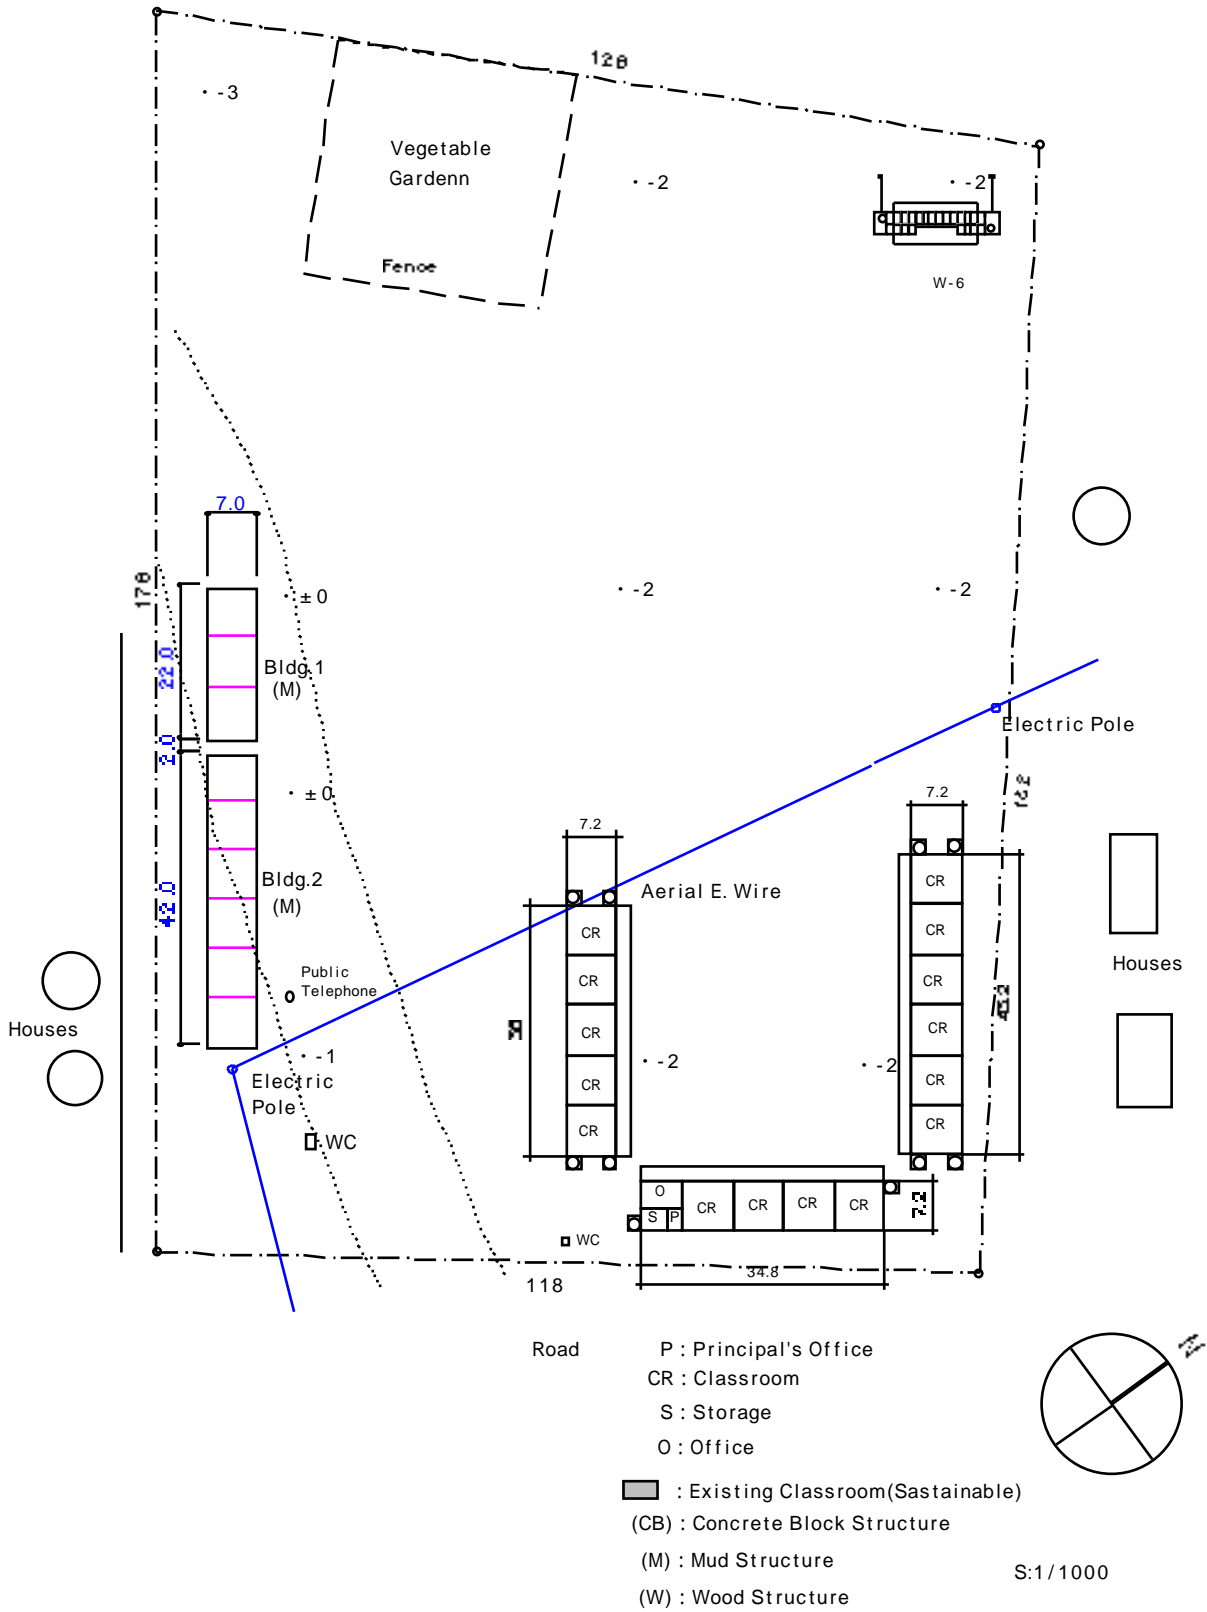 128
-3
Vegetable
Gardenn
-2
-2
Fence
W-6
7.0
178
±0
-2
-2
22.0
Bldg.1
(M)
Electric Pole
2.0
±0
7.2
7.2
42.0
Bldg.2
(M)
Aerial E. Wire
CR
CR
CR
CR
CR
CR
CR
CR
CR
CR
CR
Public
Telephone
Houses
Houses
-1
-2
-2
45.2
Electric
Pole
WC
O
S
P
CR
CR
CR
CR
7.2
WC
34.8
118
N
Road
P : Principal's Office
CR : Classroom
S : Storage
O : Office
: Existing Classroom(Sastainable)
(CB) : Concrete Block Structure
(M) : Mud Structure
(W) : Wood Structure
S:1/1000